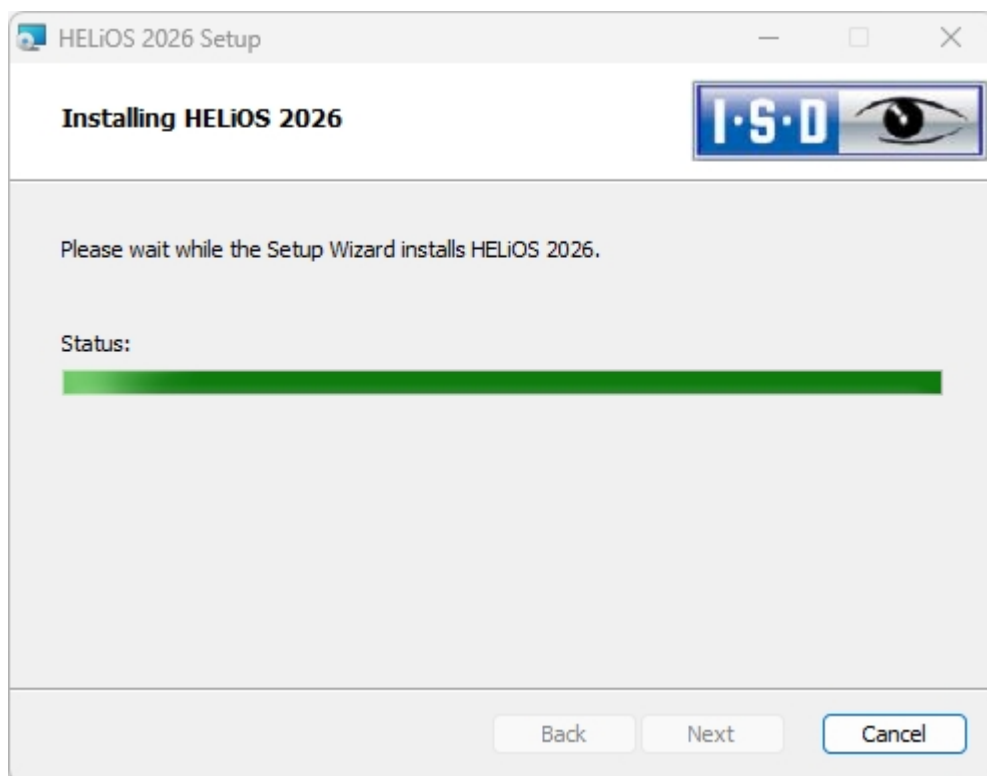 HELiOS 2026 Setup
Installing HELiOS 2026
I·S·D
Please wait while the Setup Wizard installs HELiOS 2026.
Status:
Back
Next
Cancel